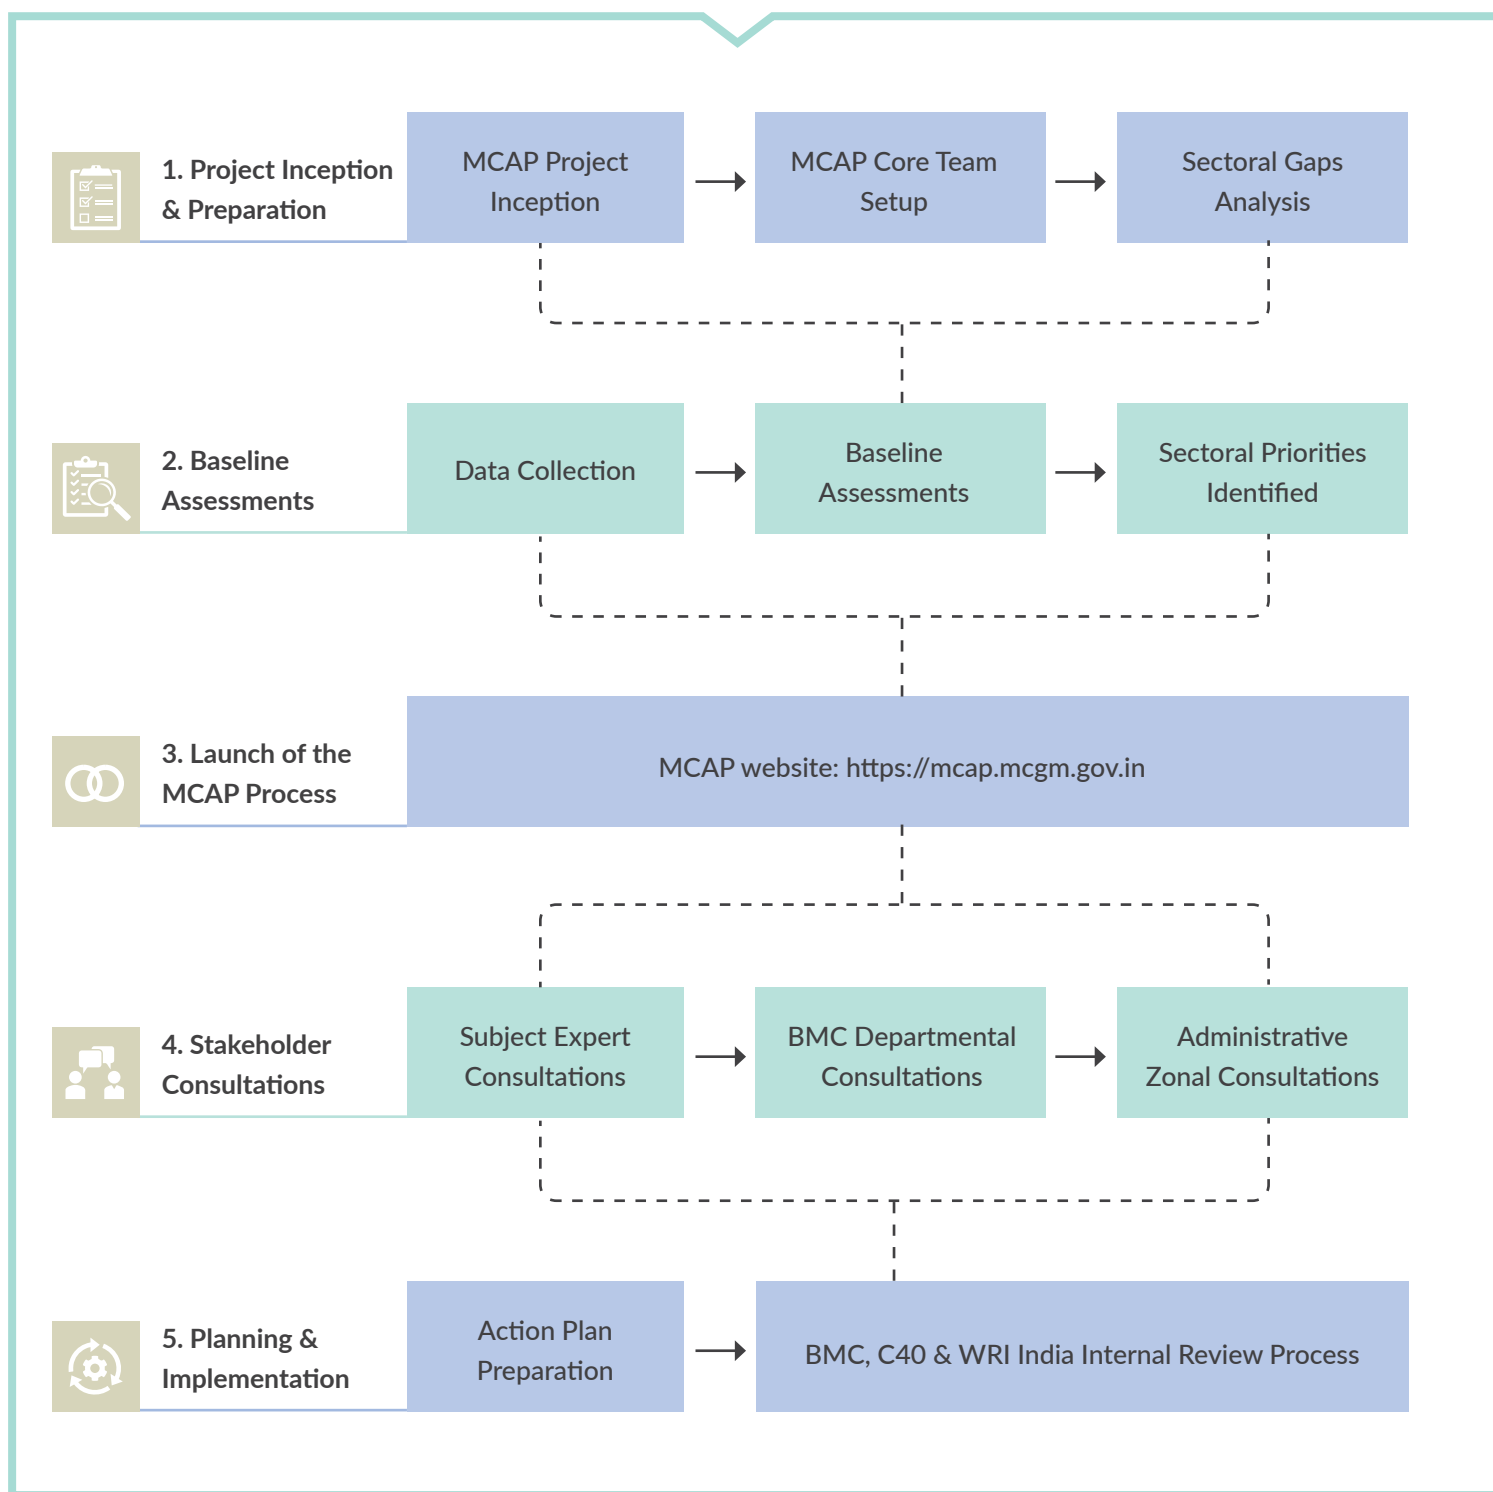 1. Project Inception
& Preparation
MCAP Project
Inception
MCAP Core Team
Setup
Sectoral Gaps
Analysis
2. Baseline
Assessments
Data Collection
Baseline
Assessments
Sectoral Priorities
Identified
3. Launch of the
MCAP Process
MCAP website: https://mcap.mcgm.gov.in
4. Stakeholder
Consultations
Subject Expert
Consultations
BMC Departmental
Consultations
Administrative
Zonal Consultations
5. Planning &
Implementation
Action Plan
Preparation
BMC, C40 & WRI India Internal Review Process